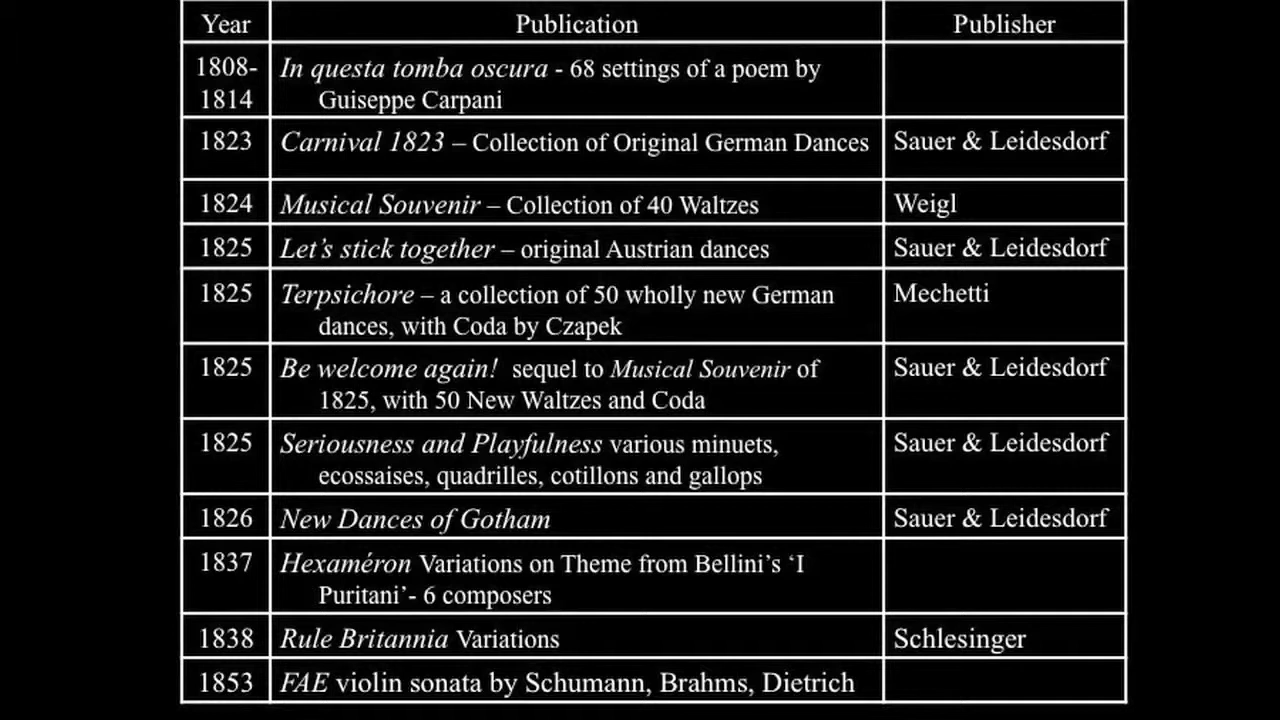 Year Publication Publisher
1808- In questa tomba oscura - 68 settings of a poem by
1814 Guiseppe Carpani
1823 Carnival 1823 – Collection of Original German Dances Sauer & Leidesdorf
1824 Musical Souvenir – Collection of 40 Waltzes Weigl
1825 Let's stick together – original Austrian dances Sauer & Leidesdorf
1825 Terpsichore – a collection of 50 wholly new German Mechetti
dances, with Coda by Czapek
1825 Be welcome again! sequel to Musical Souvenir of Sauer & Leidesdorf
1825, with 50 New Waltzes and Coda
1825 Seriousness and Playfulness various minuets, Sauer & Leidesdorf
ecossaises, quadrilles, cotillons and gallops
1826 New Dances of Gotham Sauer & Leidesdorf
1837 Hexaméron Variations on Theme from Bellini's ‘I
Puritani’- 6 composers
1838 Rule Britannia Variations Schlesinger
1853 FAE violin sonata by Schumann, Brahms, Dietrich